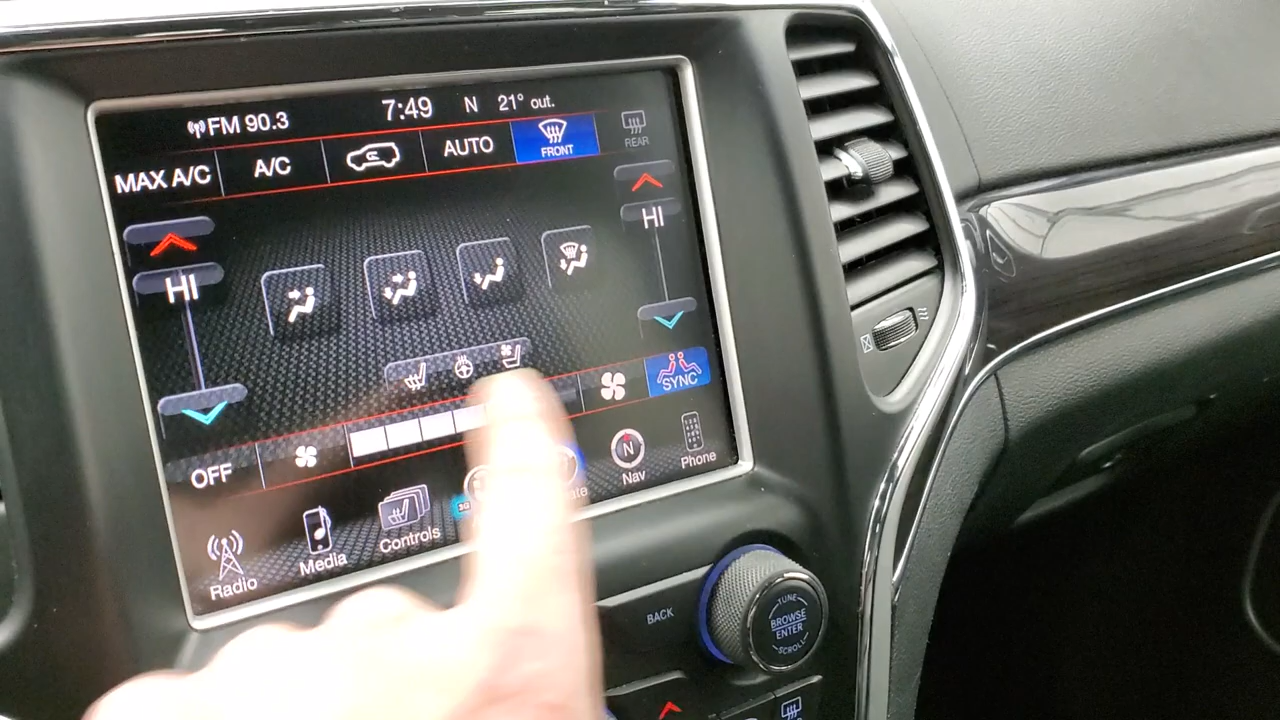 FM 90.3 7:49 N 21° out.
MAX A/C A/C AUTO FRONT REAR
HI HI
SYNC
OFF
Radio Media Controls Nav Phone
3G
N
BACK
TUNE
BROWSE
ENTER
SCROLL